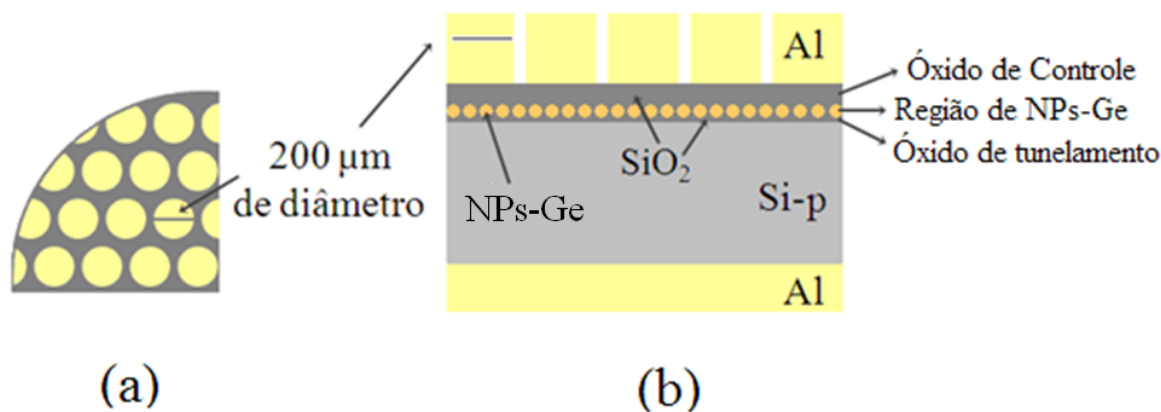 200 µm
de diâmetro
(a)
Al
Óxido de Controle
Região de NPs-Ge
Óxido de tunelamento
SiO₂
NPs-Ge
Si-p
Al
(b)